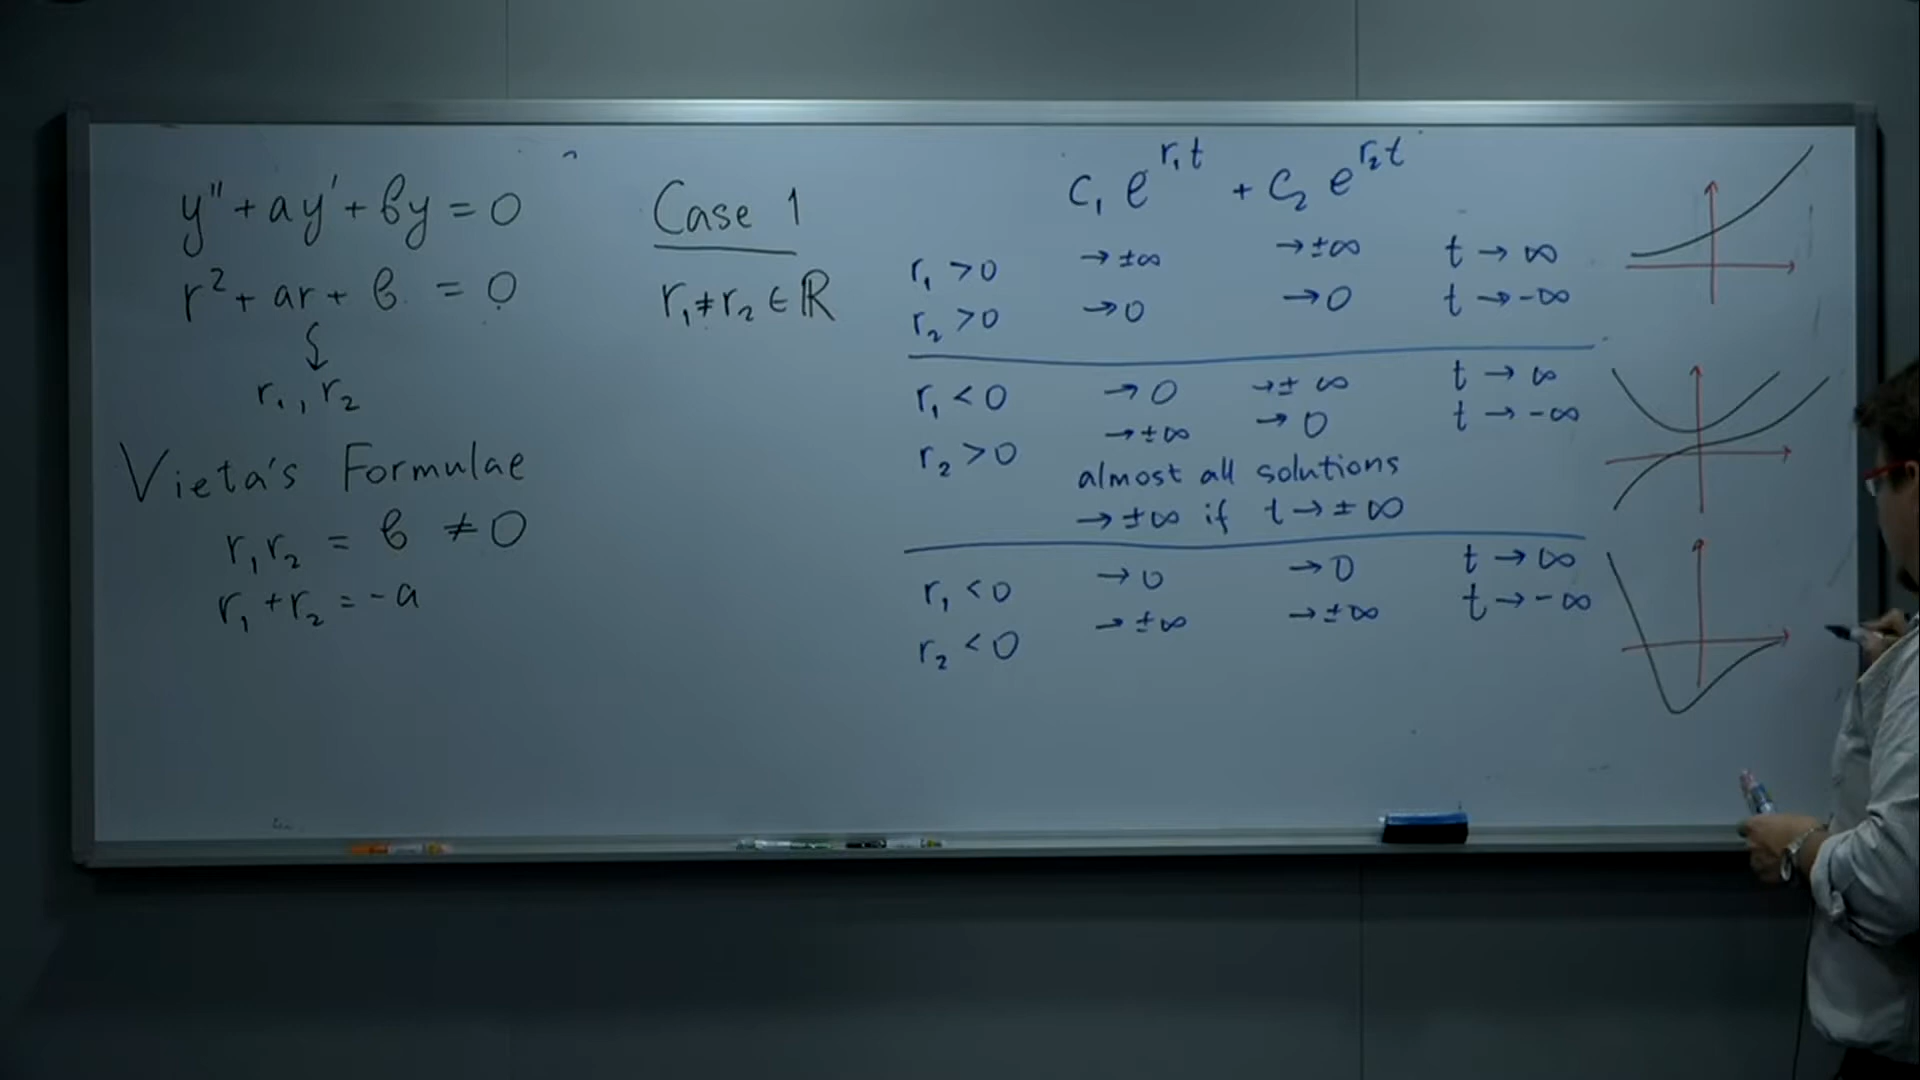 y'' + ay' + by = 0
r² + ar + b = 0
r₁, r₂
Vieta's Formulae
r₁r₂ = b ≠ 0
r₁ + r₂ = -a
Case 1
r₁ ≠ r₂ ∈ ℝ
c₁ e^{r₁t} + c₂ e^{r₂t}
r₁ > 0 → ±∞ → ±∞ t → ∞
r₂ > 0 → 0 → 0 t → -∞
r₁ < 0 → 0 → ±∞ t → ∞
→ ±∞ → 0 t → -∞
r₂ > 0
almost all solutions
→ ±∞ if t → ±∞
r₁ < 0 → 0 → 0 t → ∞
→ ±∞ → ±∞ t → -∞
r₂ < 0